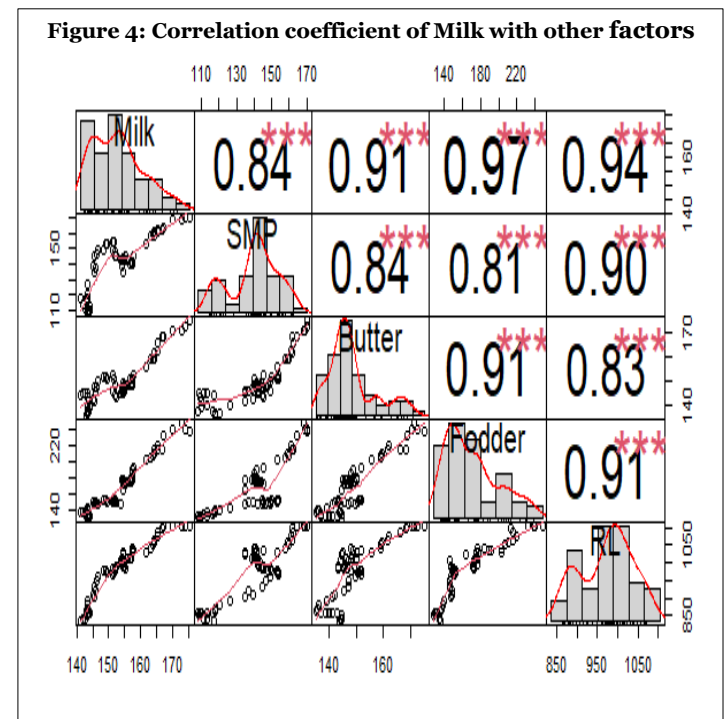 Figure 4: Correlation coefficient of Milk with other factors
110 130 150 170 140 180 220
Milk 0.84*** 0.91*** 0.97*** 0.94*** 140 160
110 150 SMP 0.84*** 0.81*** 0.90***
Butter 0.91*** 0.83*** 140 170
140 220 Fodder 0.91***
RL 850 1050
140 150 160 170 140 160 850 950 1050